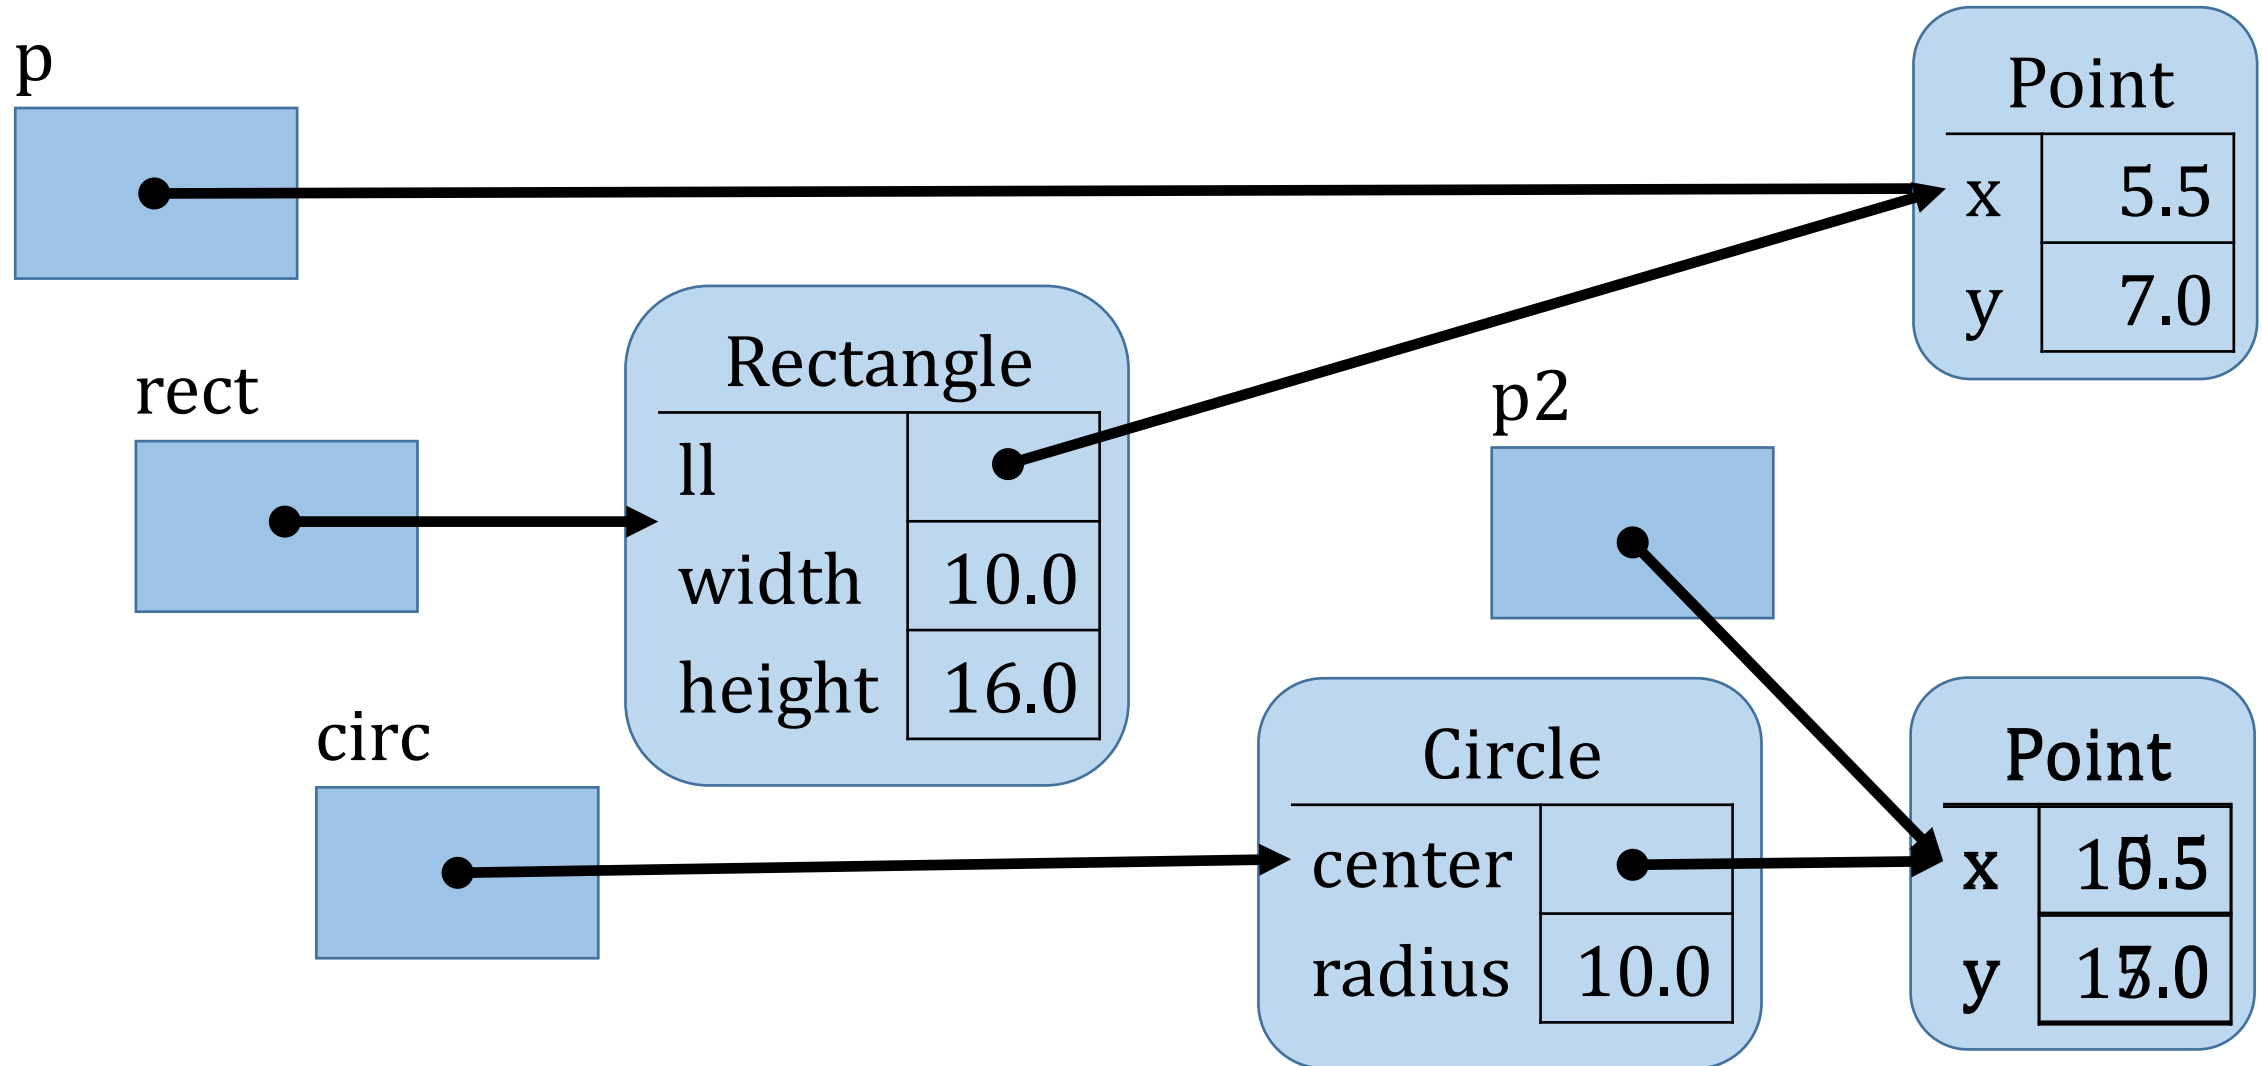 p
Point
x 5.5
y 7.0
Rectangle
rect
p2
ll
width 10.0
height 16.0
circ
Circle
Point
center
x
radius 10.0
y